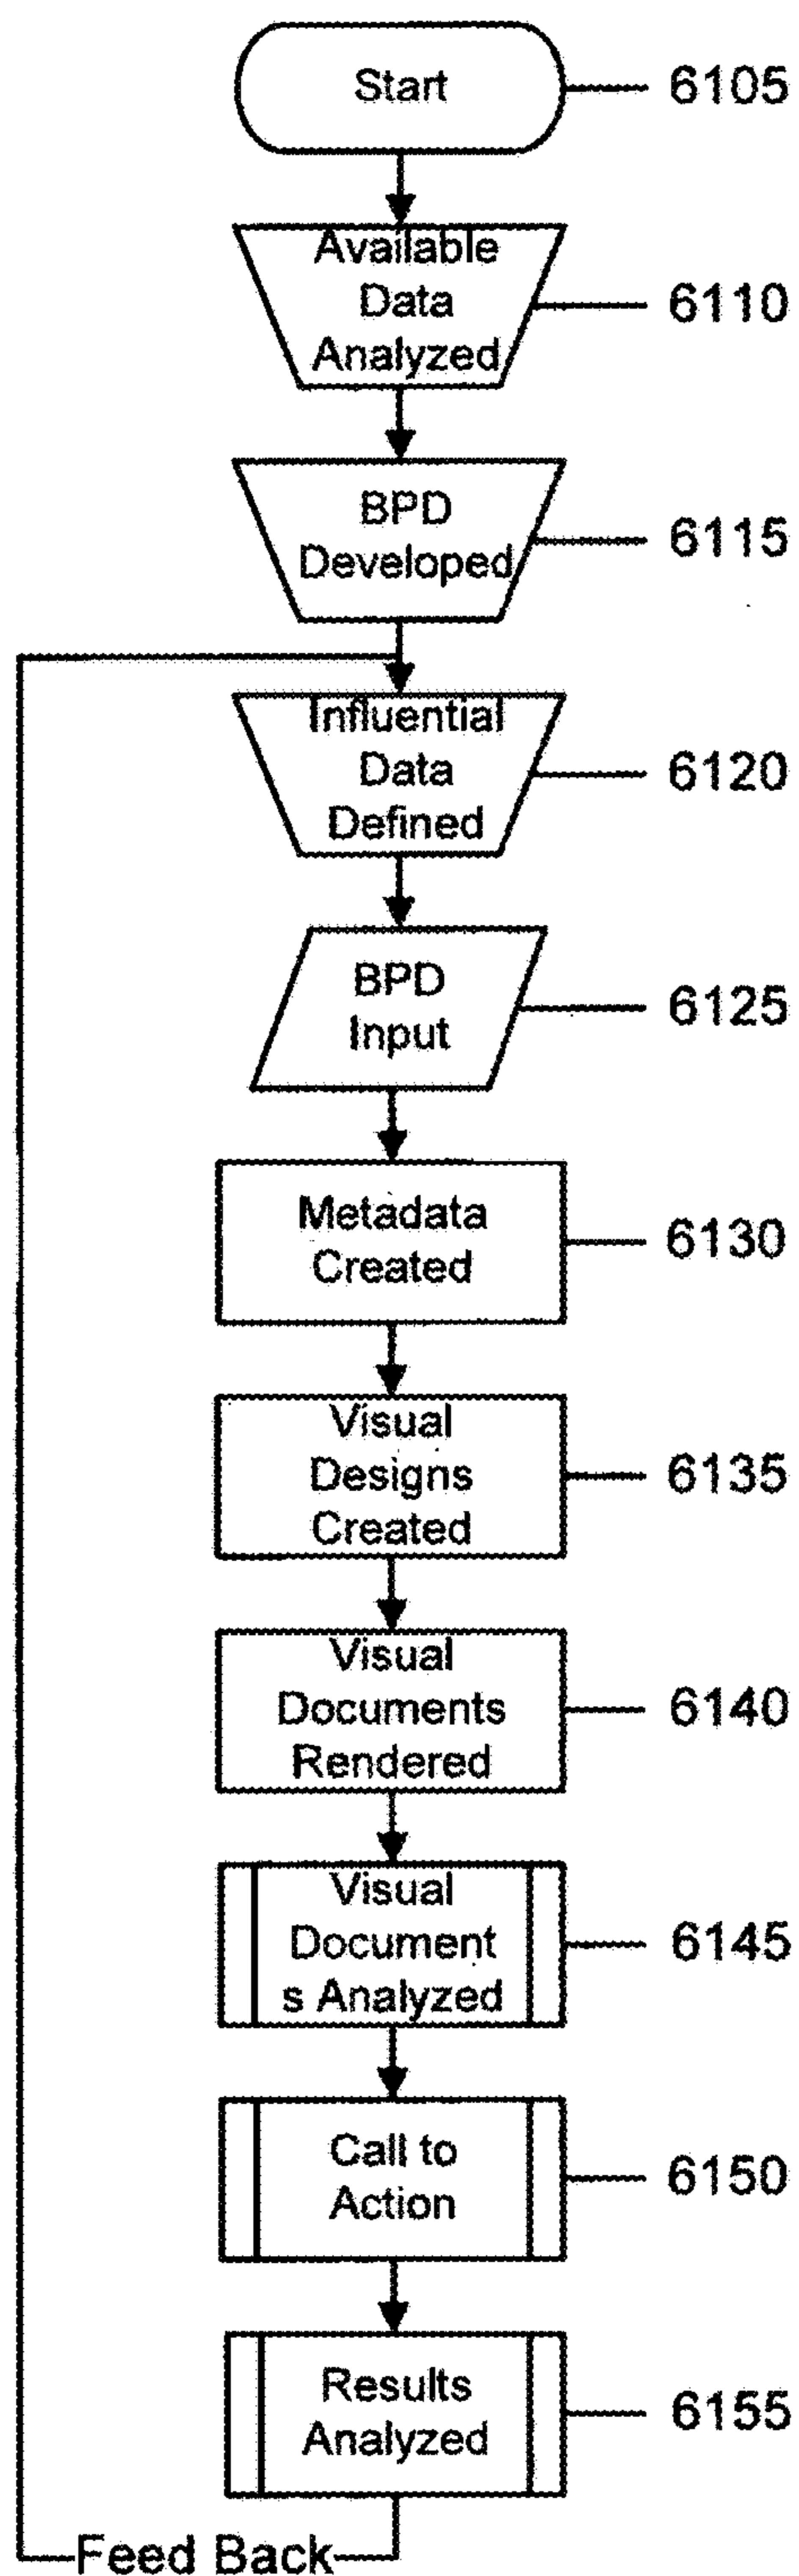 Start
6105
Available
Data
Analyzed
6110
BPD
Developed
6115
Influential
Data
Defined
6120
BPD
Input
6125
Metadata
Created
6130
Visual
Designs
Created
6135
Visual
Documents
Rendered
6140
Visual
Document
s Analyzed
6145
Call to
Action
6150
Results
Analyzed
6155
Feed Back